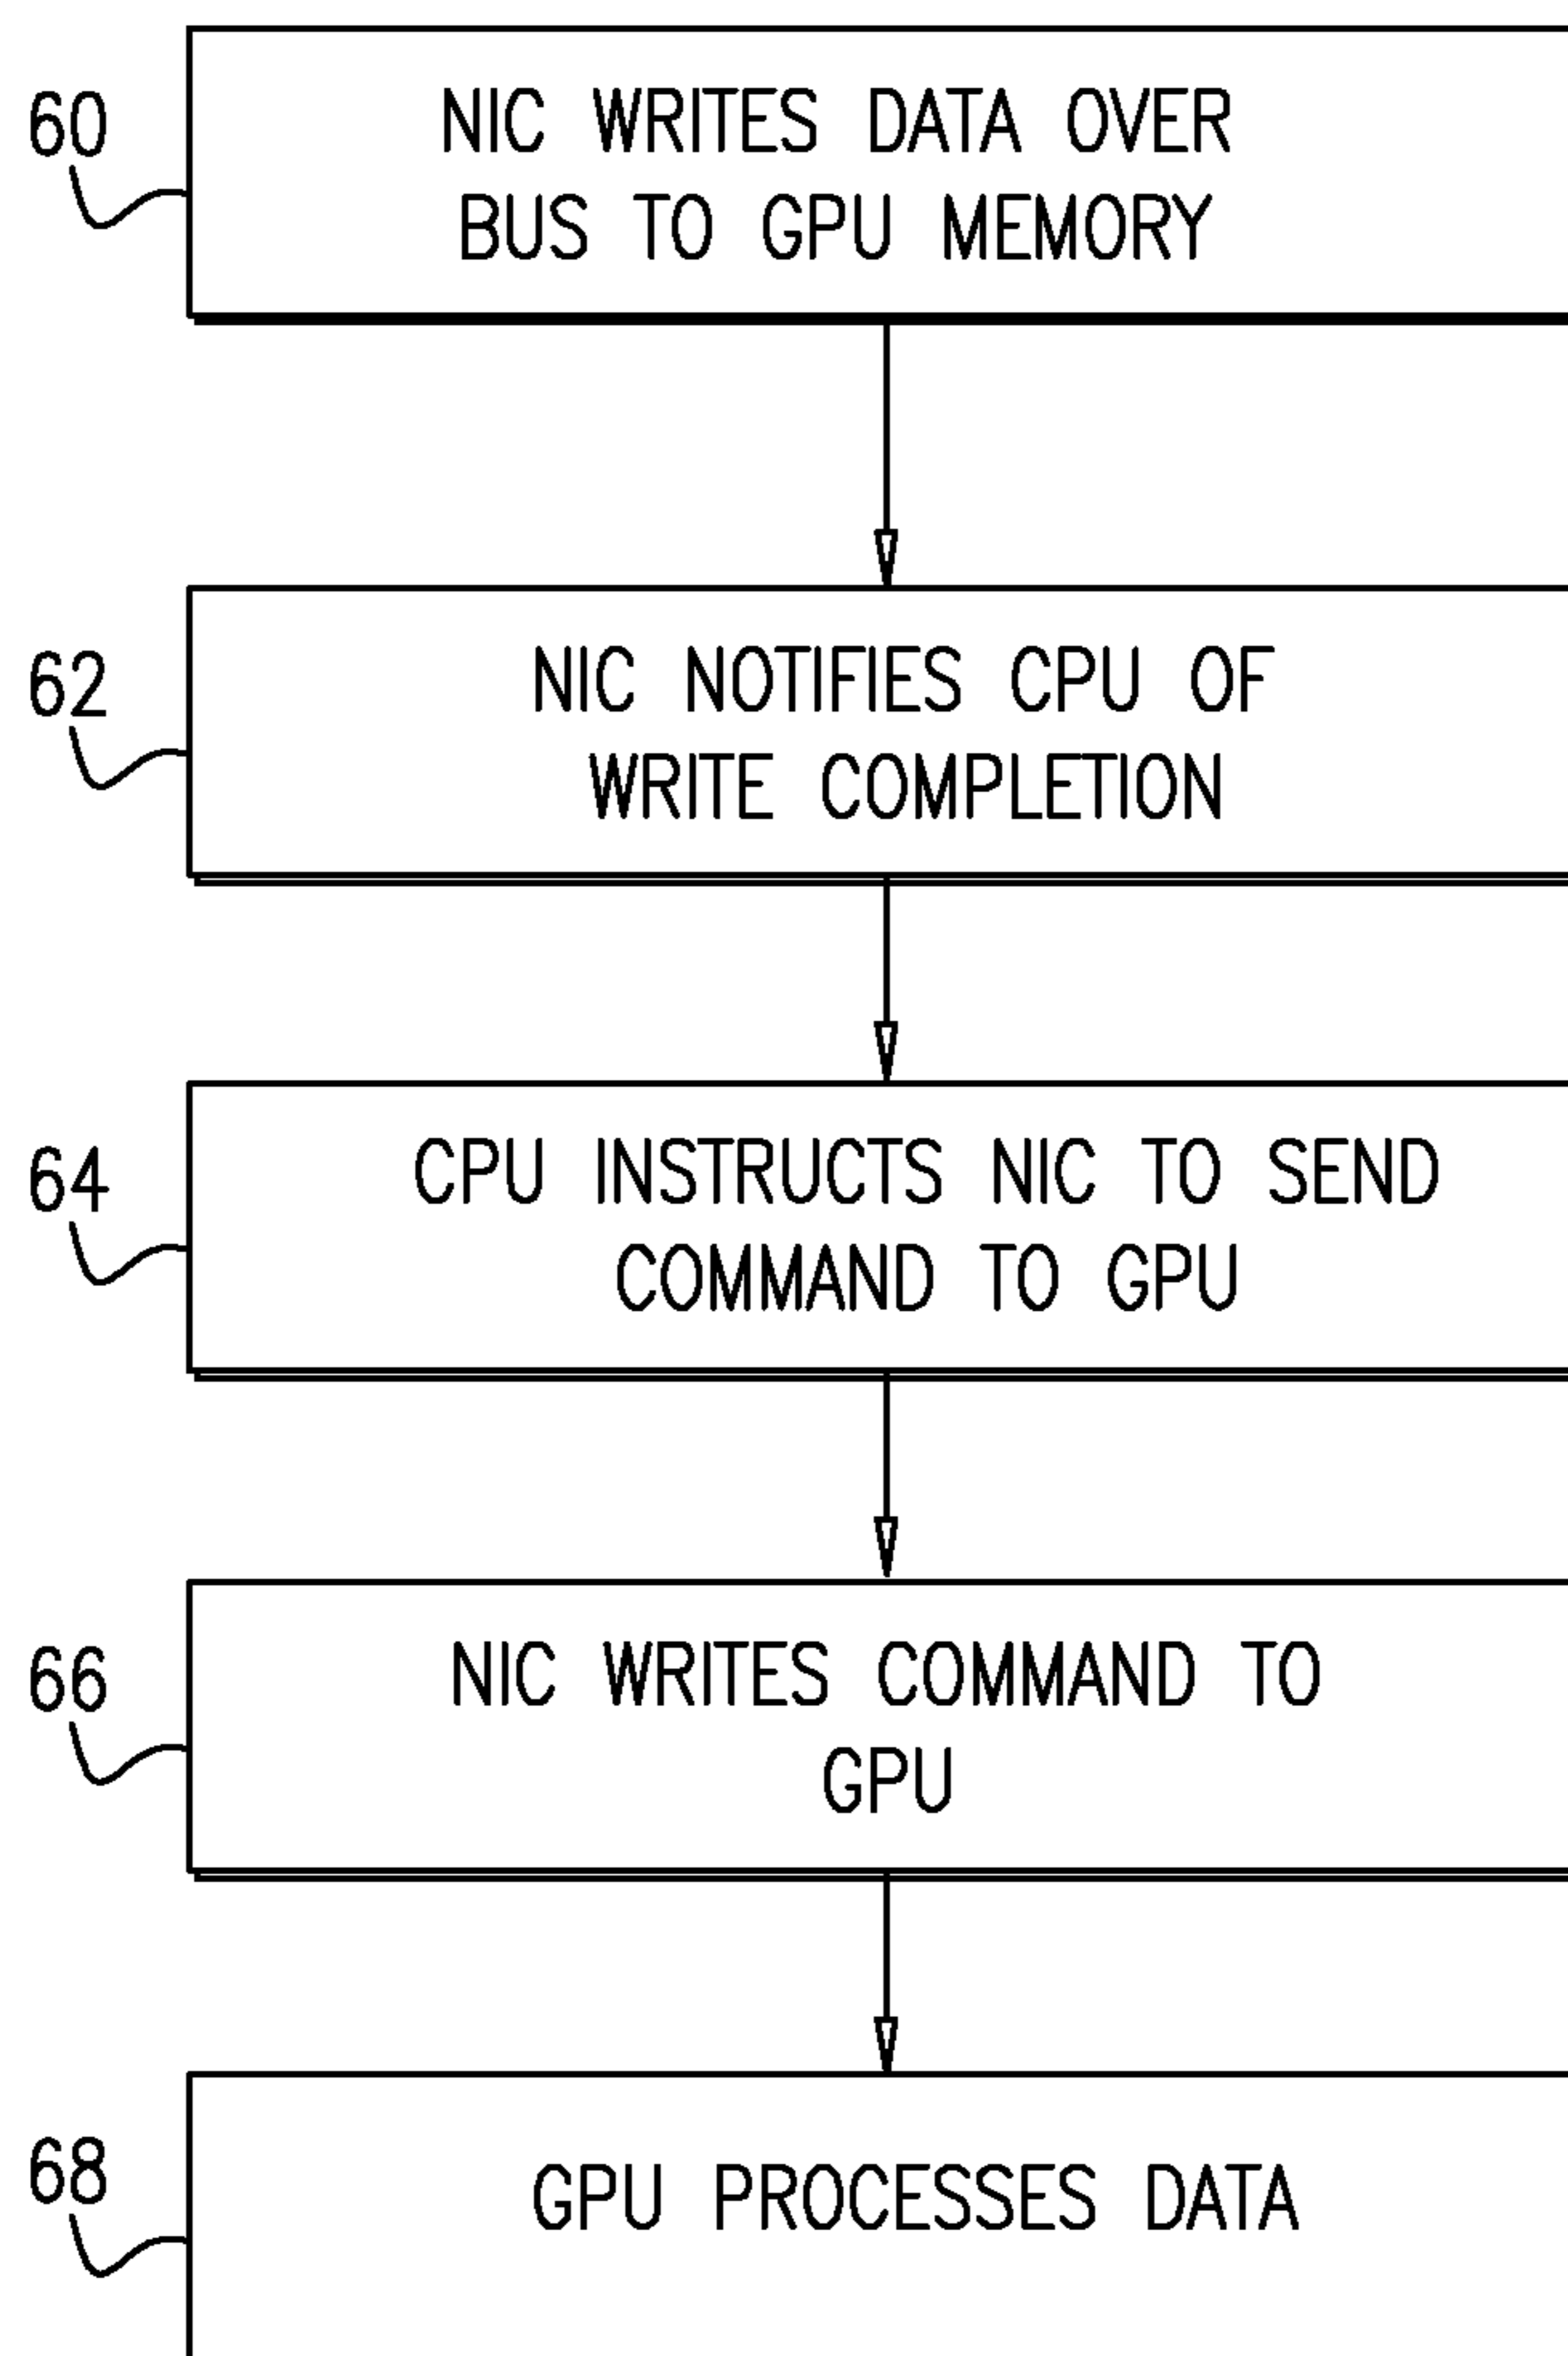 60
NIC WRITES DATA OVER
BUS TO GPU MEMORY
62
NIC NOTIFIES CPU OF
WRITE COMPLETION
64
CPU INSTRUCTS NIC TO SEND
COMMAND TO GPU
66
NIC WRITES COMMAND TO
GPU
68
GPU PROCESSES DATA